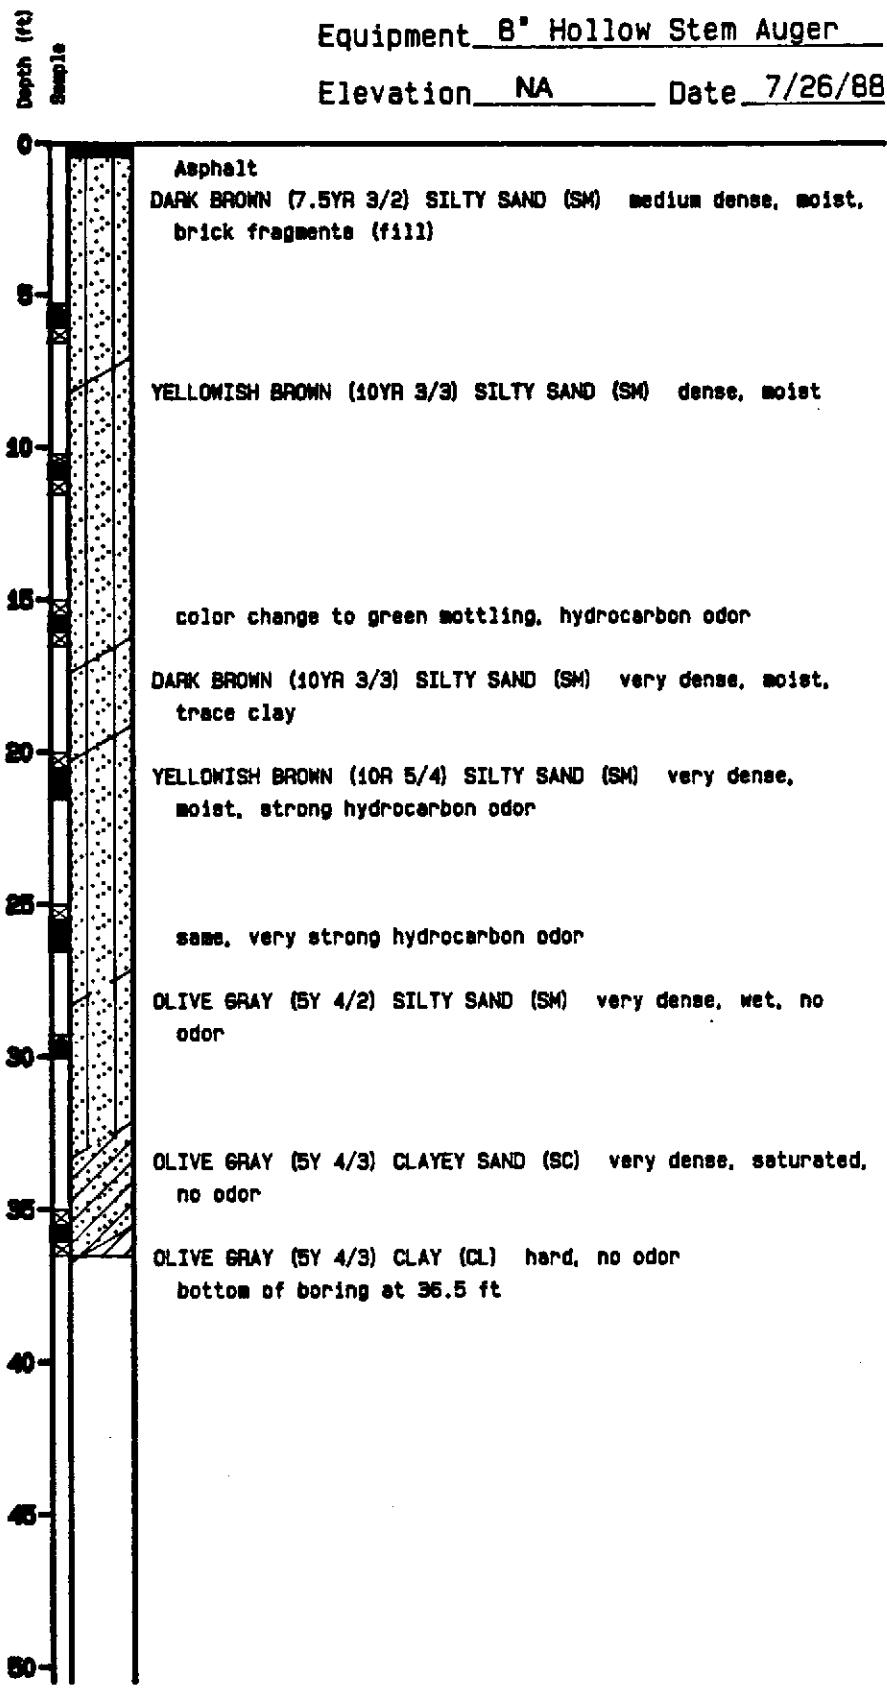 Depth (ft)
Sample
Equipment 8" Hollow Stem Auger
Elevation NA Date 7/26/88
0
Asphalt
DARK BROWN (7.5YR 3/2) SILTY SAND (SM) medium dense, moist,
brick fragments (fill)
5
YELLOWISH BROWN (10YR 3/3) SILTY SAND (SM) dense, moist
10
15
color change to green mottling, hydrocarbon odor
DARK BROWN (10YR 3/3) SILTY SAND (SM) very dense, moist,
trace clay
20
YELLOWISH BROWN (10R 5/4) SILTY SAND (SM) very dense,
moist, strong hydrocarbon odor
25
same, very strong hydrocarbon odor
OLIVE GRAY (5Y 4/2) SILTY SAND (SM) very dense, wet, no
odor
30
OLIVE GRAY (5Y 4/3) CLAYEY SAND (SC) very dense, saturated,
no odor
35
OLIVE GRAY (5Y 4/3) CLAY (CL) hard, no odor
bottom of boring at 36.5 ft
40
45
50